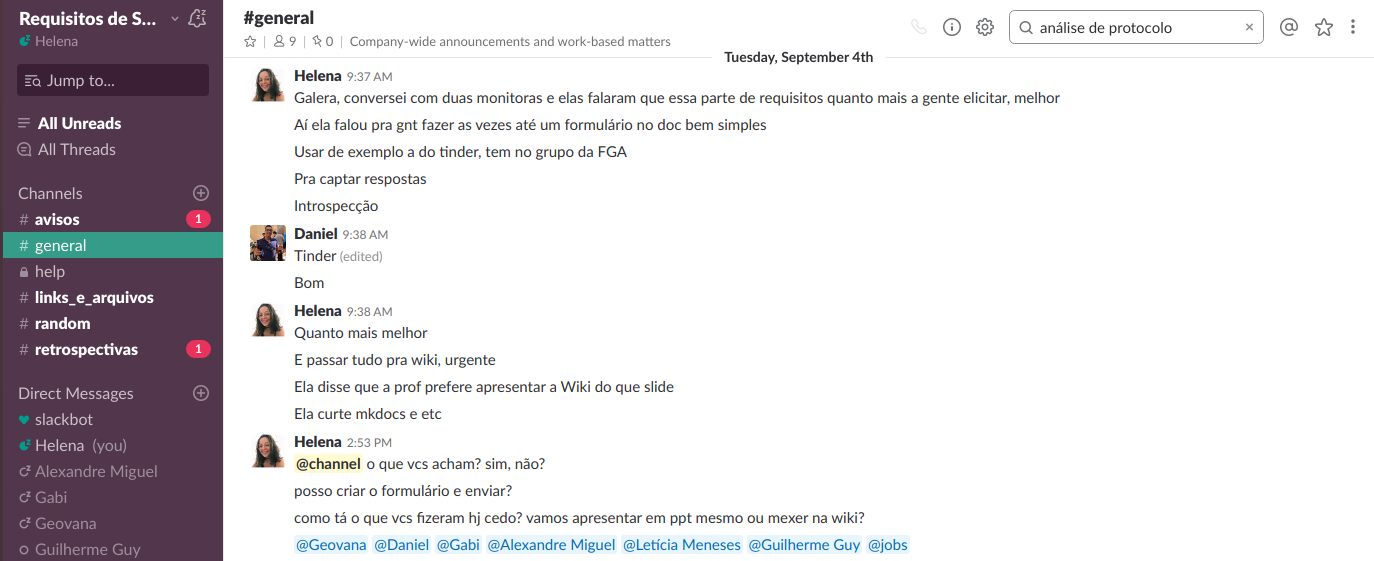 Requisitos de S...
Helena
Jump to...
All Unreads
All Threads
Channels
# avisos 1
# general
help
# links_e_arquivos
# random
# retrospectivas 1
Direct Messages
slackbot
Helena (you)
Alexandre Miguel
Gabi
Geovana
Guilherme Guy
#general
9 | 0 | Company-wide announcements and work-based matters
análise de protocolo
Tuesday, September 4th
Helena 9:37 AM
Galera, conversei com duas monitoras e elas falaram que essa parte de requisitos quanto mais a gente elicitar, melhor
Aí ela falou pra gnt fazer as vezes até um formulário no doc bem simples
Usar de exemplo a do tinder, tem no grupo da FGA
Pra captar respostas
Introspecção
Daniel 9:38 AM
Tinder (edited)
Bom
Helena 9:38 AM
Quanto mais melhor
E passar tudo pra wiki, urgente
Ela disse que a prof prefere apresentar a Wiki do que slide
Ela curte mkdocs e etc
Helena 2:53 PM
@channel o que vcs acham? sim, não?
posso criar o formulário e enviar?
como tá o que vcs fizeram hj cedo? vamos apresentar em ppt mesmo ou mexer na wiki?
@Geovana @Daniel @Gabi @Alexandre Miguel @Letícia Meneses @Guilherme Guy @jobs